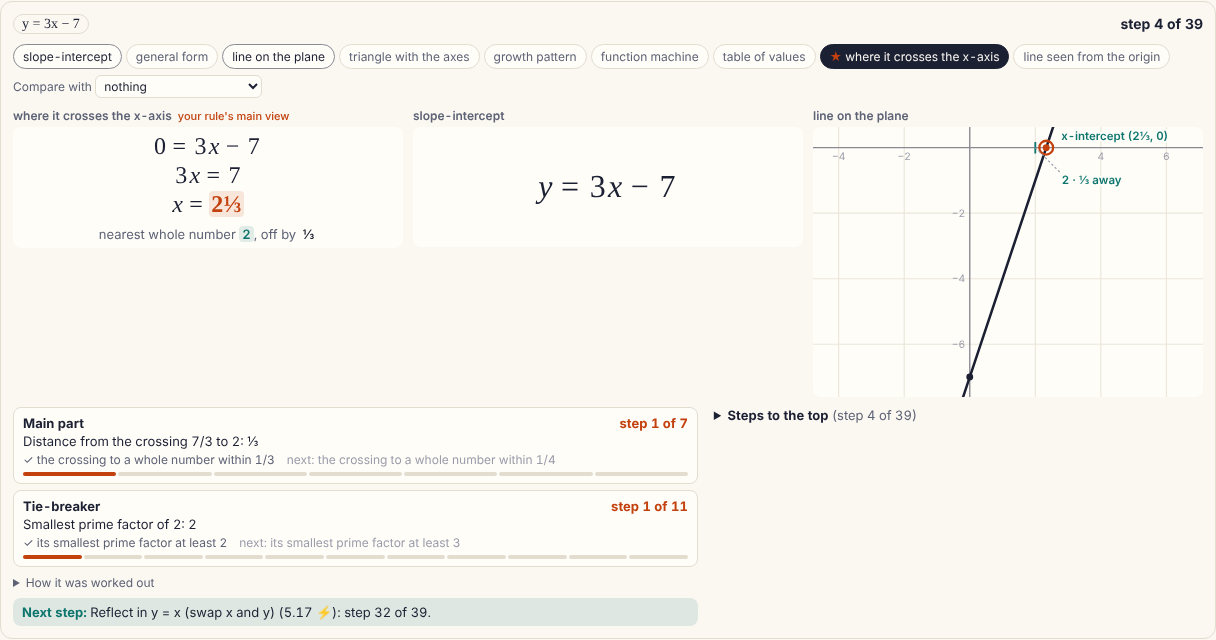 y = 3x − 7
step 4 of 39
slope-intercept general form line on the plane triangle with the axes growth pattern function machine table of values ★ where it crosses the x-axis line seen from the origin
Compare with nothing
where it crosses the x-axis your rule's main view
0 = 3x − 7
3x = 7
x = 2⅓
nearest whole number 2, off by ⅓
slope-intercept
y = 3x − 7
line on the plane
x-intercept (2⅓, 0)
−4 −2 4 6
2 · ⅓ away
−2
−4
−6
Main part step 1 of 7
Distance from the crossing 7/3 to 2: ⅓
✓ the crossing to a whole number within 1/3 next: the crossing to a whole number within 1/4
▶ Steps to the top (step 4 of 39)
Tie-breaker step 1 of 11
Smallest prime factor of 2: 2
✓ its smallest prime factor at least 2 next: its smallest prime factor at least 3
▶ How it was worked out
Next step: Reflect in y = x (swap x and y) (5.17 ⚡): step 32 of 39.